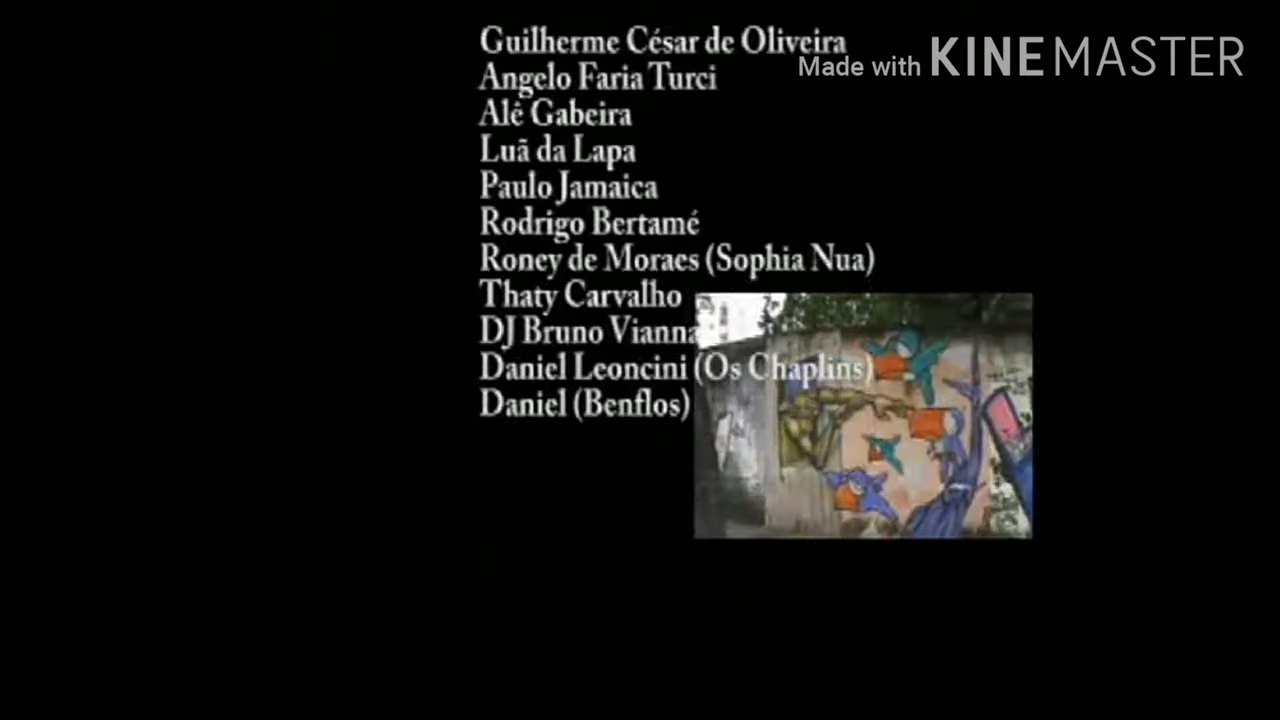 Guilherme César de Oliveira
Made with KINEMASTER
Angelo Faria Turci
Alê Gabeira
Luã da Lapa
Paulo Jamaica
Rodrigo Bertamé
Roney de Moraes (Sophia Nua)
Thaty Carvalho
DJ Bruno Vianna
Daniel Leoncini (Os Chaplins)
Daniel (Benflos)